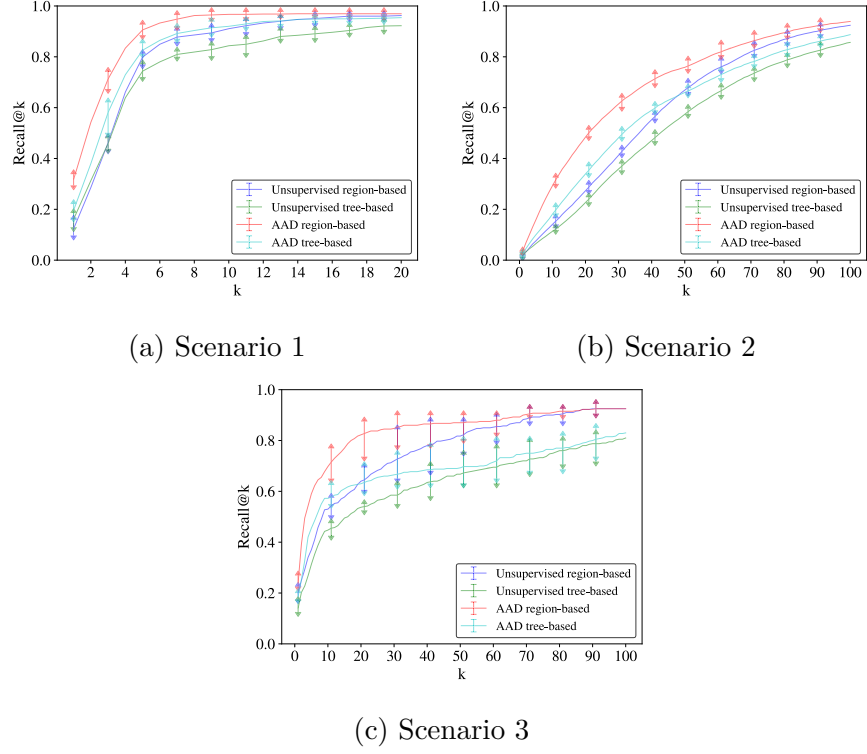 1.0
0.8
0.6
0.4
0.2
0.0
Recall@k
2 4 6 8 10 12 14 16 18 20
k
Unsupervised region-based
Unsupervised tree-based
AAD region-based
AAD tree-based
(a) Scenario 1
1.0
0.8
0.6
0.4
0.2
0.0
Recall@k
0 10 20 30 40 50 60 70 80 90 100
k
Unsupervised region-based
Unsupervised tree-based
AAD region-based
AAD tree-based
(b) Scenario 2
1.0
0.8
0.6
0.4
0.2
0.0
Recall@k
0 10 20 30 40 50 60 70 80 90 100
k
Unsupervised region-based
Unsupervised tree-based
AAD region-based
AAD tree-based
(c) Scenario 3